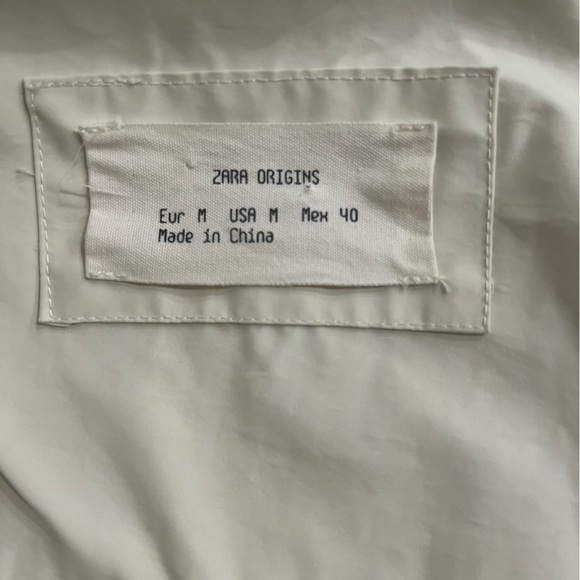 ZARA ORIGINS
Eur M USA M Mex 40
Made in China